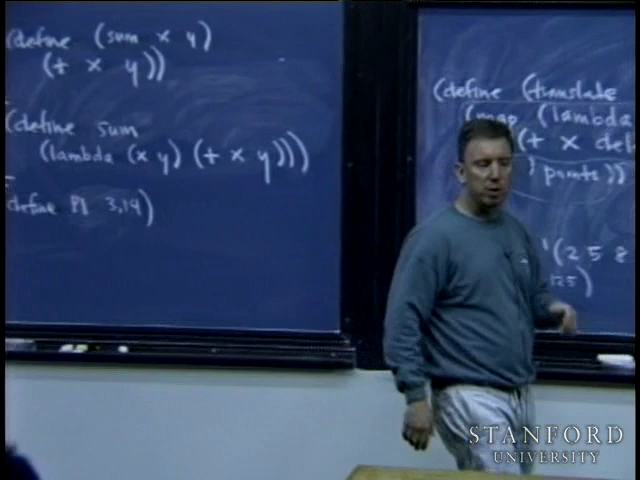 (define (sum x y)
(+ x y))
(define sum
(lambda (x y) (+ x y)))
define PI 3.14)
(define (translate
(map (lambda
(+ x del
points))
'(2 5 8
125)
STANFORD
UNIVERSITY